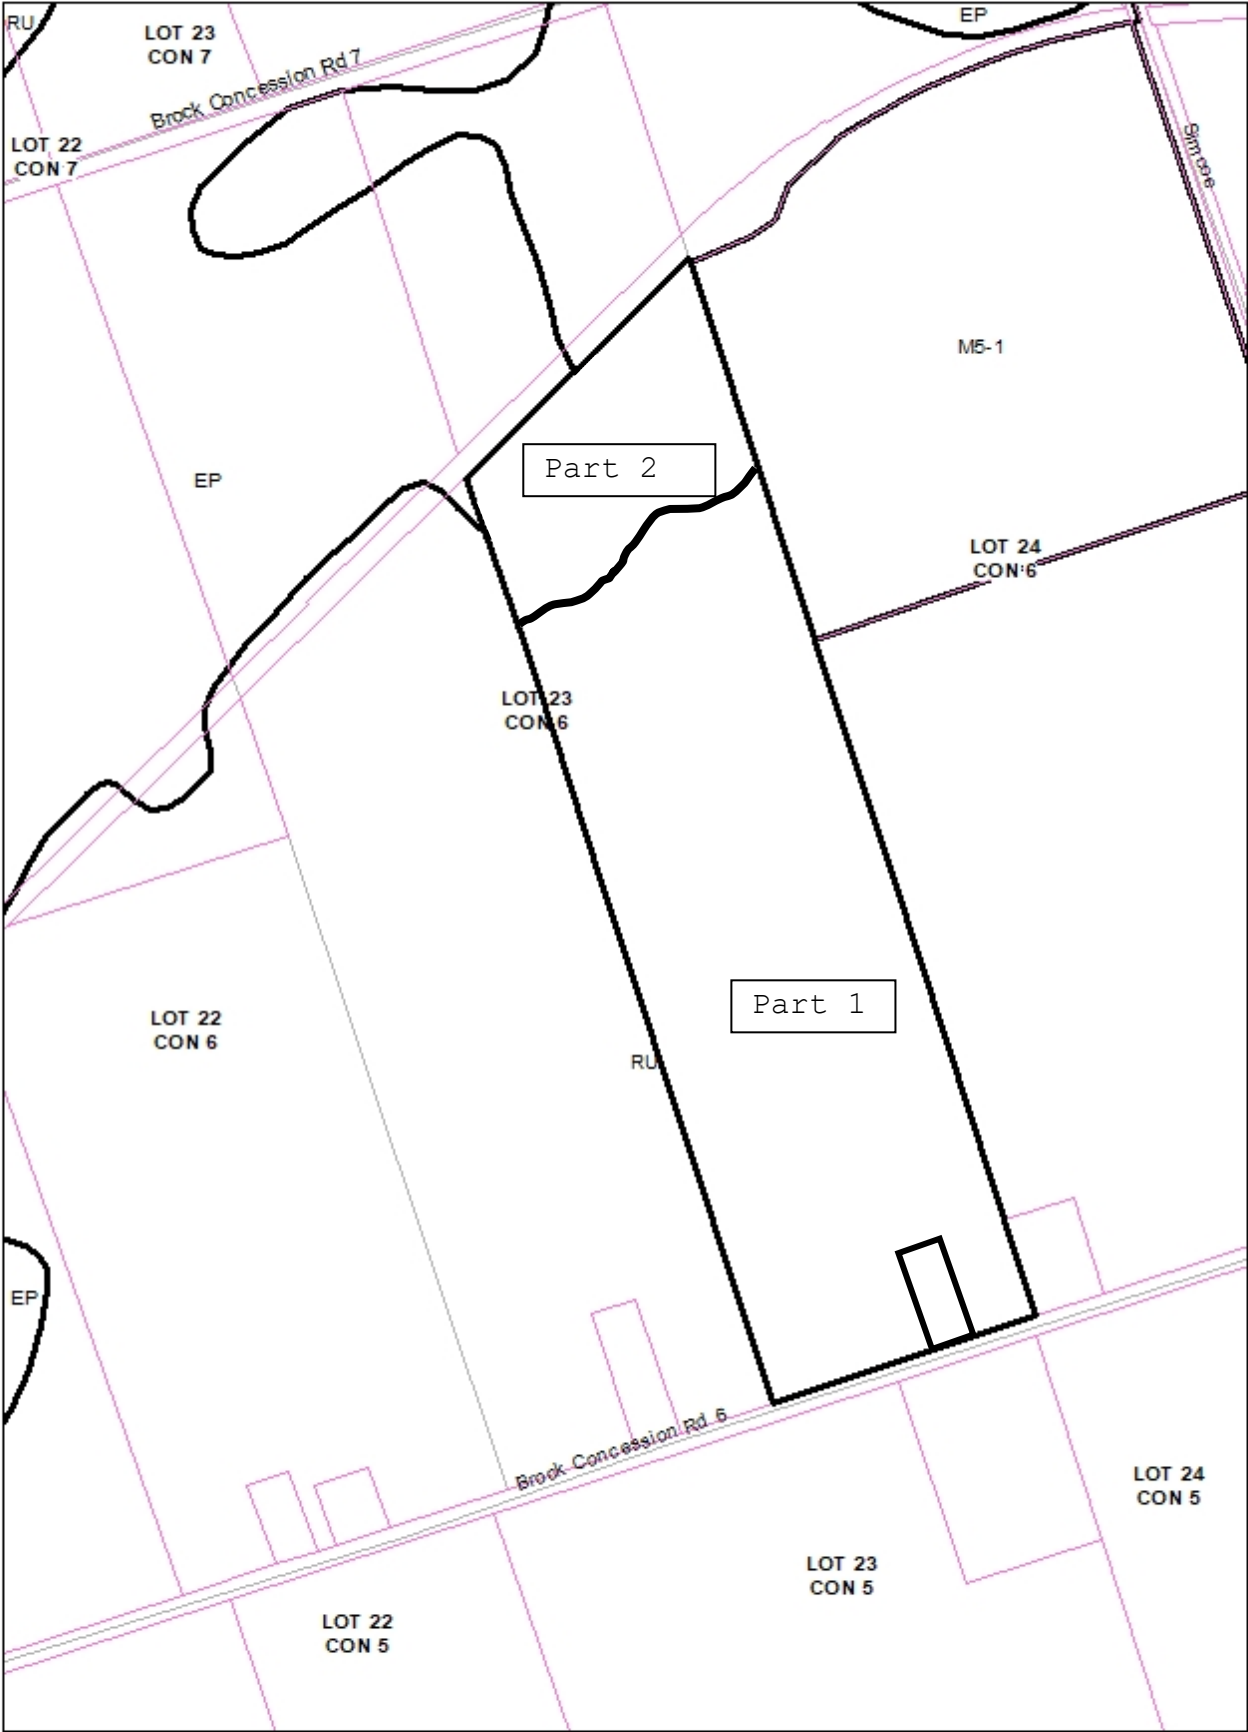 RU
LOT 23
CON 7
EP
Brock Concession Rd 7
LOT 22
CON 7
Simcoe
M5-1
Part 2
EP
LOT 24
CON 6
LOT 23
CON 6
Part 1
LOT 22
CON 6
RU
EP
Brock Concession Rd 6
LOT 24
CON 5
LOT 23
CON 5
LOT 22
CON 5